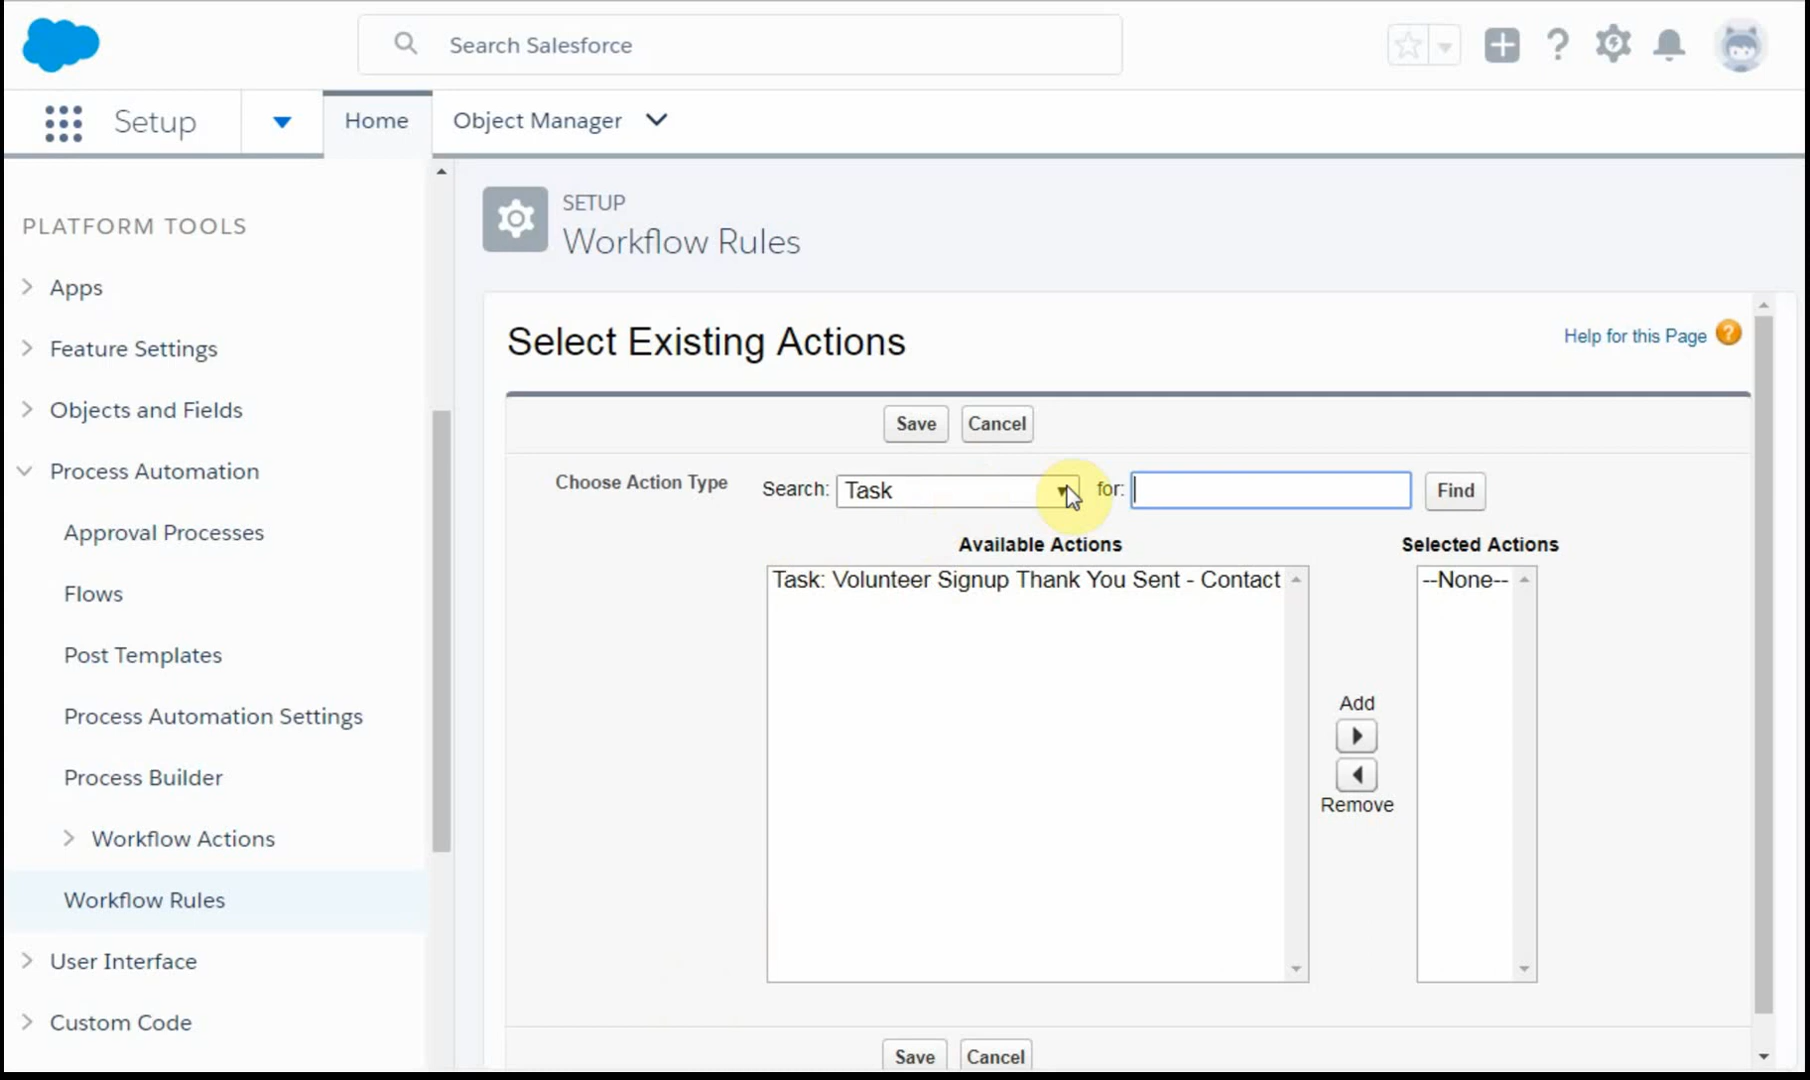 Search Salesforce
Setup
Home
Object Manager
PLATFORM TOOLS
Apps
Feature Settings
Objects and Fields
Process Automation
Approval Processes
Flows
Post Templates
Process Automation Settings
Process Builder
Workflow Actions
Workflow Rules
User Interface
Custom Code
SETUP
Workflow Rules
Select Existing Actions
Help for this Page ?
Save Cancel
Choose Action Type Search: Task for: Find
Available Actions Selected Actions
Task: Volunteer Signup Thank You Sent - Contact --None--
Add
Remove
Save Cancel